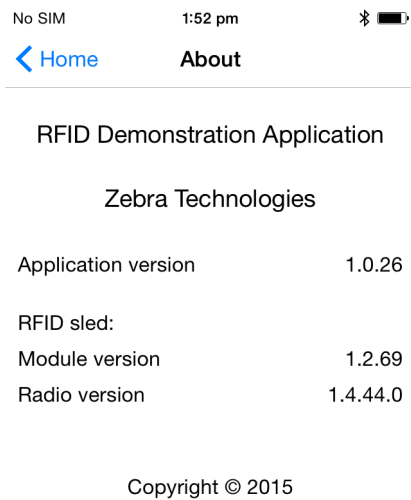 No SIM 1:52 pm
Home About
RFID Demonstration Application
Zebra Technologies
Application version 1.0.26
RFID sled:
Module version 1.2.69
Radio version 1.4.44.0
Copyright © 2015